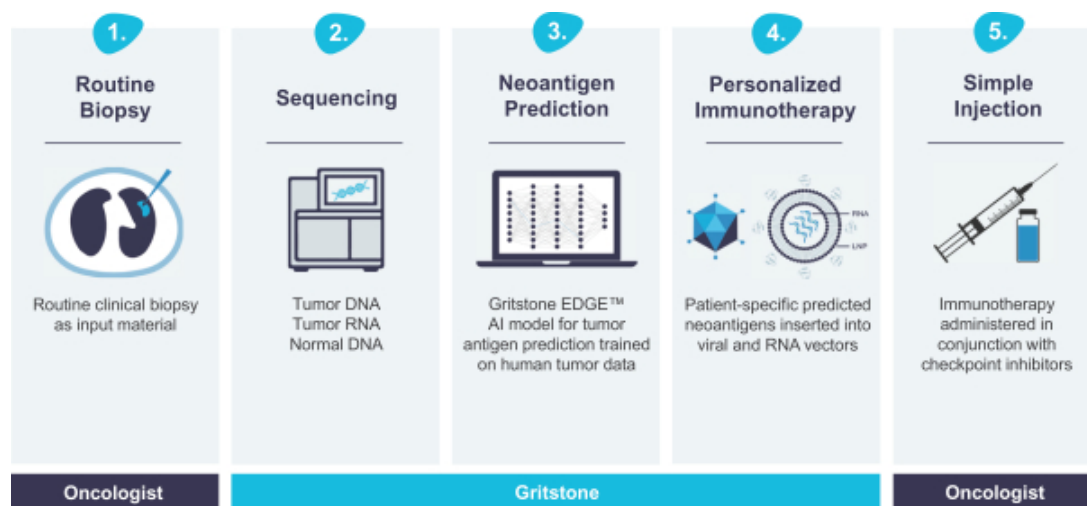 1.
Routine
Biopsy
Routine clinical biopsy
as input material
2.
Sequencing
Tumor DNA
Tumor RNA
Normal DNA
3.
Neoantigen
Prediction
Gritstone EDGE™
AI model for tumor
antigen prediction trained
on human tumor data
4.
Personalized
Immunotherapy
RNA
LNP
Patient-specific predicted
neoantigens inserted into
viral and RNA vectors
5.
Simple
Injection
Immunotherapy
administered in
conjunction with
checkpoint inhibitors
Oncologist
Gritstone
Oncologist